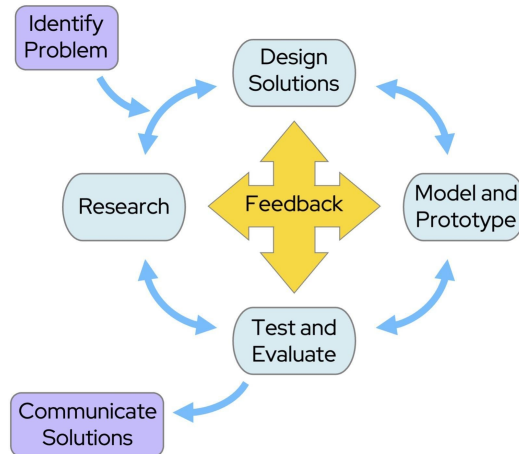 Identify
Problem
Design
Solutions
Research
Feedback
Model and
Prototype
Test and
Evaluate
Communicate
Solutions